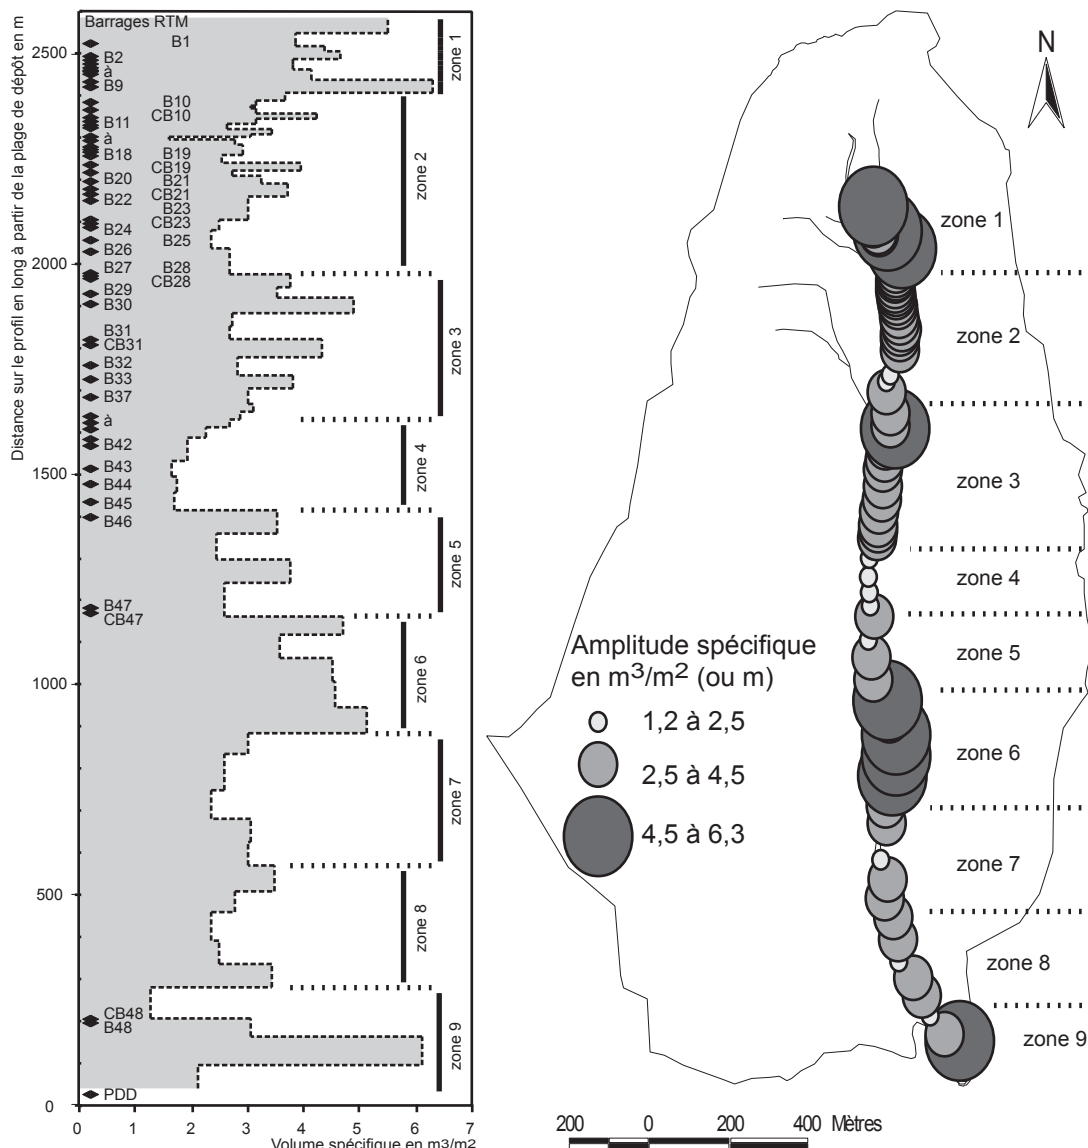 Distance sur le profil en long à partir de la plage de dépôt en m
Barrages RTM
B1
2500
B2
à
B9
B10
CB10
B11
à
B18
B19
CB19
B20
B21
CB21
B22
B23
CB23
B24
B25
B26
2000
B27
B28
CB28
B29
B30
B31
CB31
B32
B33
B37
à
B42
1500
B43
B44
B45
B46
B47
CB47
1000
500
CB48
B48
PDD
0
zone 1
zone 2
zone 3
zone 4
zone 5
zone 6
zone 7
zone 8
zone 9
0 1 2 3 4 5 6 7
Volume spécifique en m3/m2
N
zone 1
zone 2
zone 3
zone 4
zone 5
zone 6
zone 7
zone 8
zone 9
Amplitude spécifique
en m3/m2 (ou m)
1,2 à 2,5
2,5 à 4,5
4,5 à 6,3
200 0 200 400 Mètres